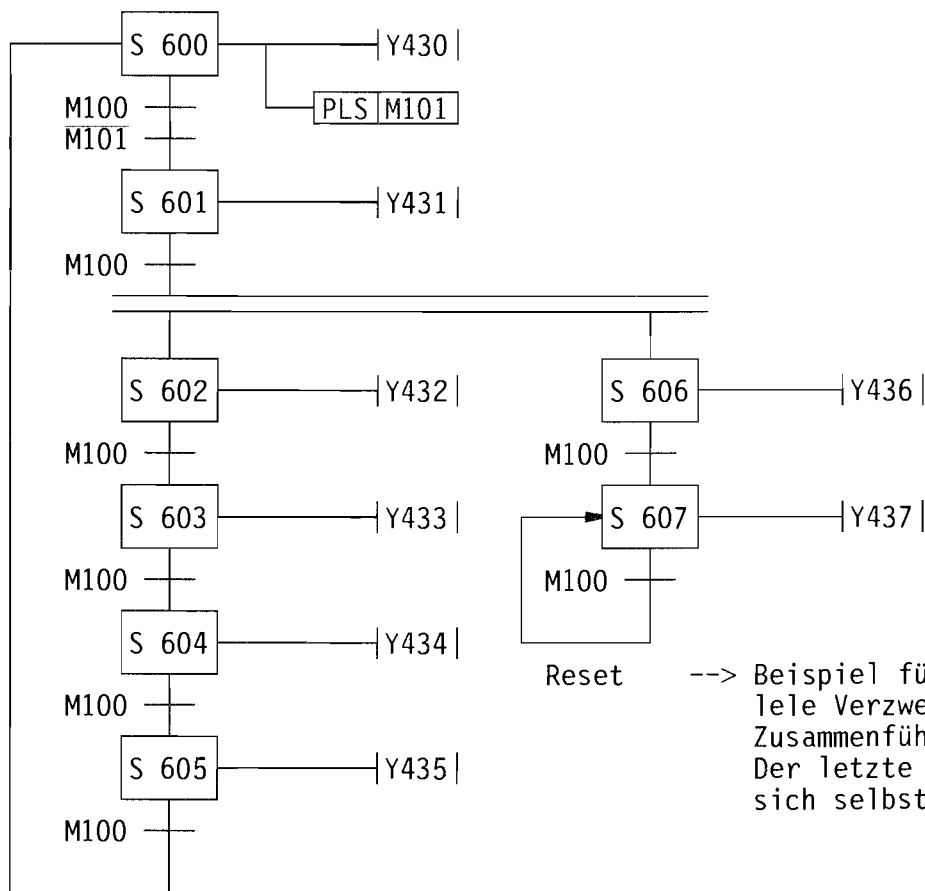 S 600 Y430
M100 PLS M101
M101
S 601 Y431
M100
S 602 Y432 S 606 Y436
M100 M100
S 603 Y433 S 607 Y437
M100 M100
S 604 Y434
Reset --> Beispiel fü
M100 lele Verzwe
Zusammenfüh
S 605 Y435 Der letzte
sich selbst
M100